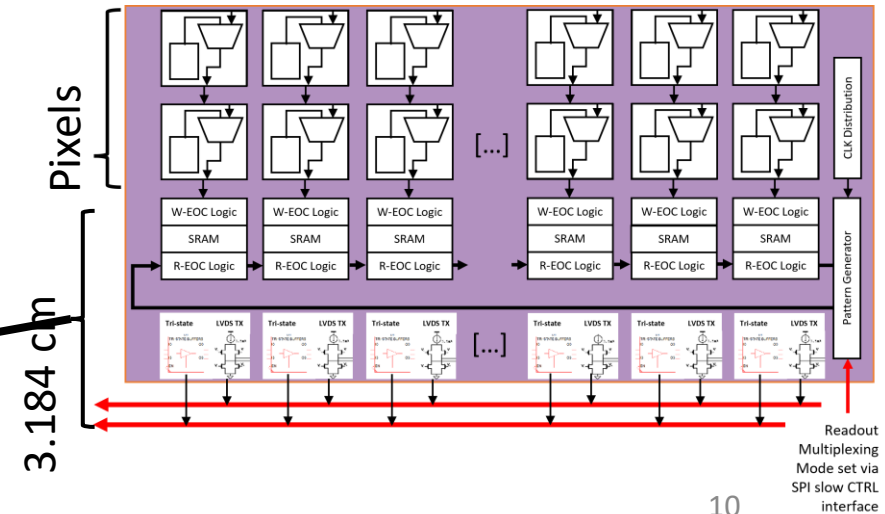 Pixels
[...]
CLK Distribution
W-EOC Logic W-EOC Logic W-EOC Logic W-EOC Logic W-EOC Logic W-EOC Logic
SRAM SRAM SRAM SRAM SRAM SRAM
R-EOC Logic R-EOC Logic R-EOC Logic R-EOC Logic R-EOC Logic R-EOC Logic
Pattern Generator
3.184 cm
Tri-state LVDS TX Tri-state LVDS TX Tri-state LVDS TX Tri-state LVDS TX Tri-state LVDS TX Tri-state LVDS TX
[...]
Readout
Multiplexing
Mode set via
SPI slow CTRL
interface
10